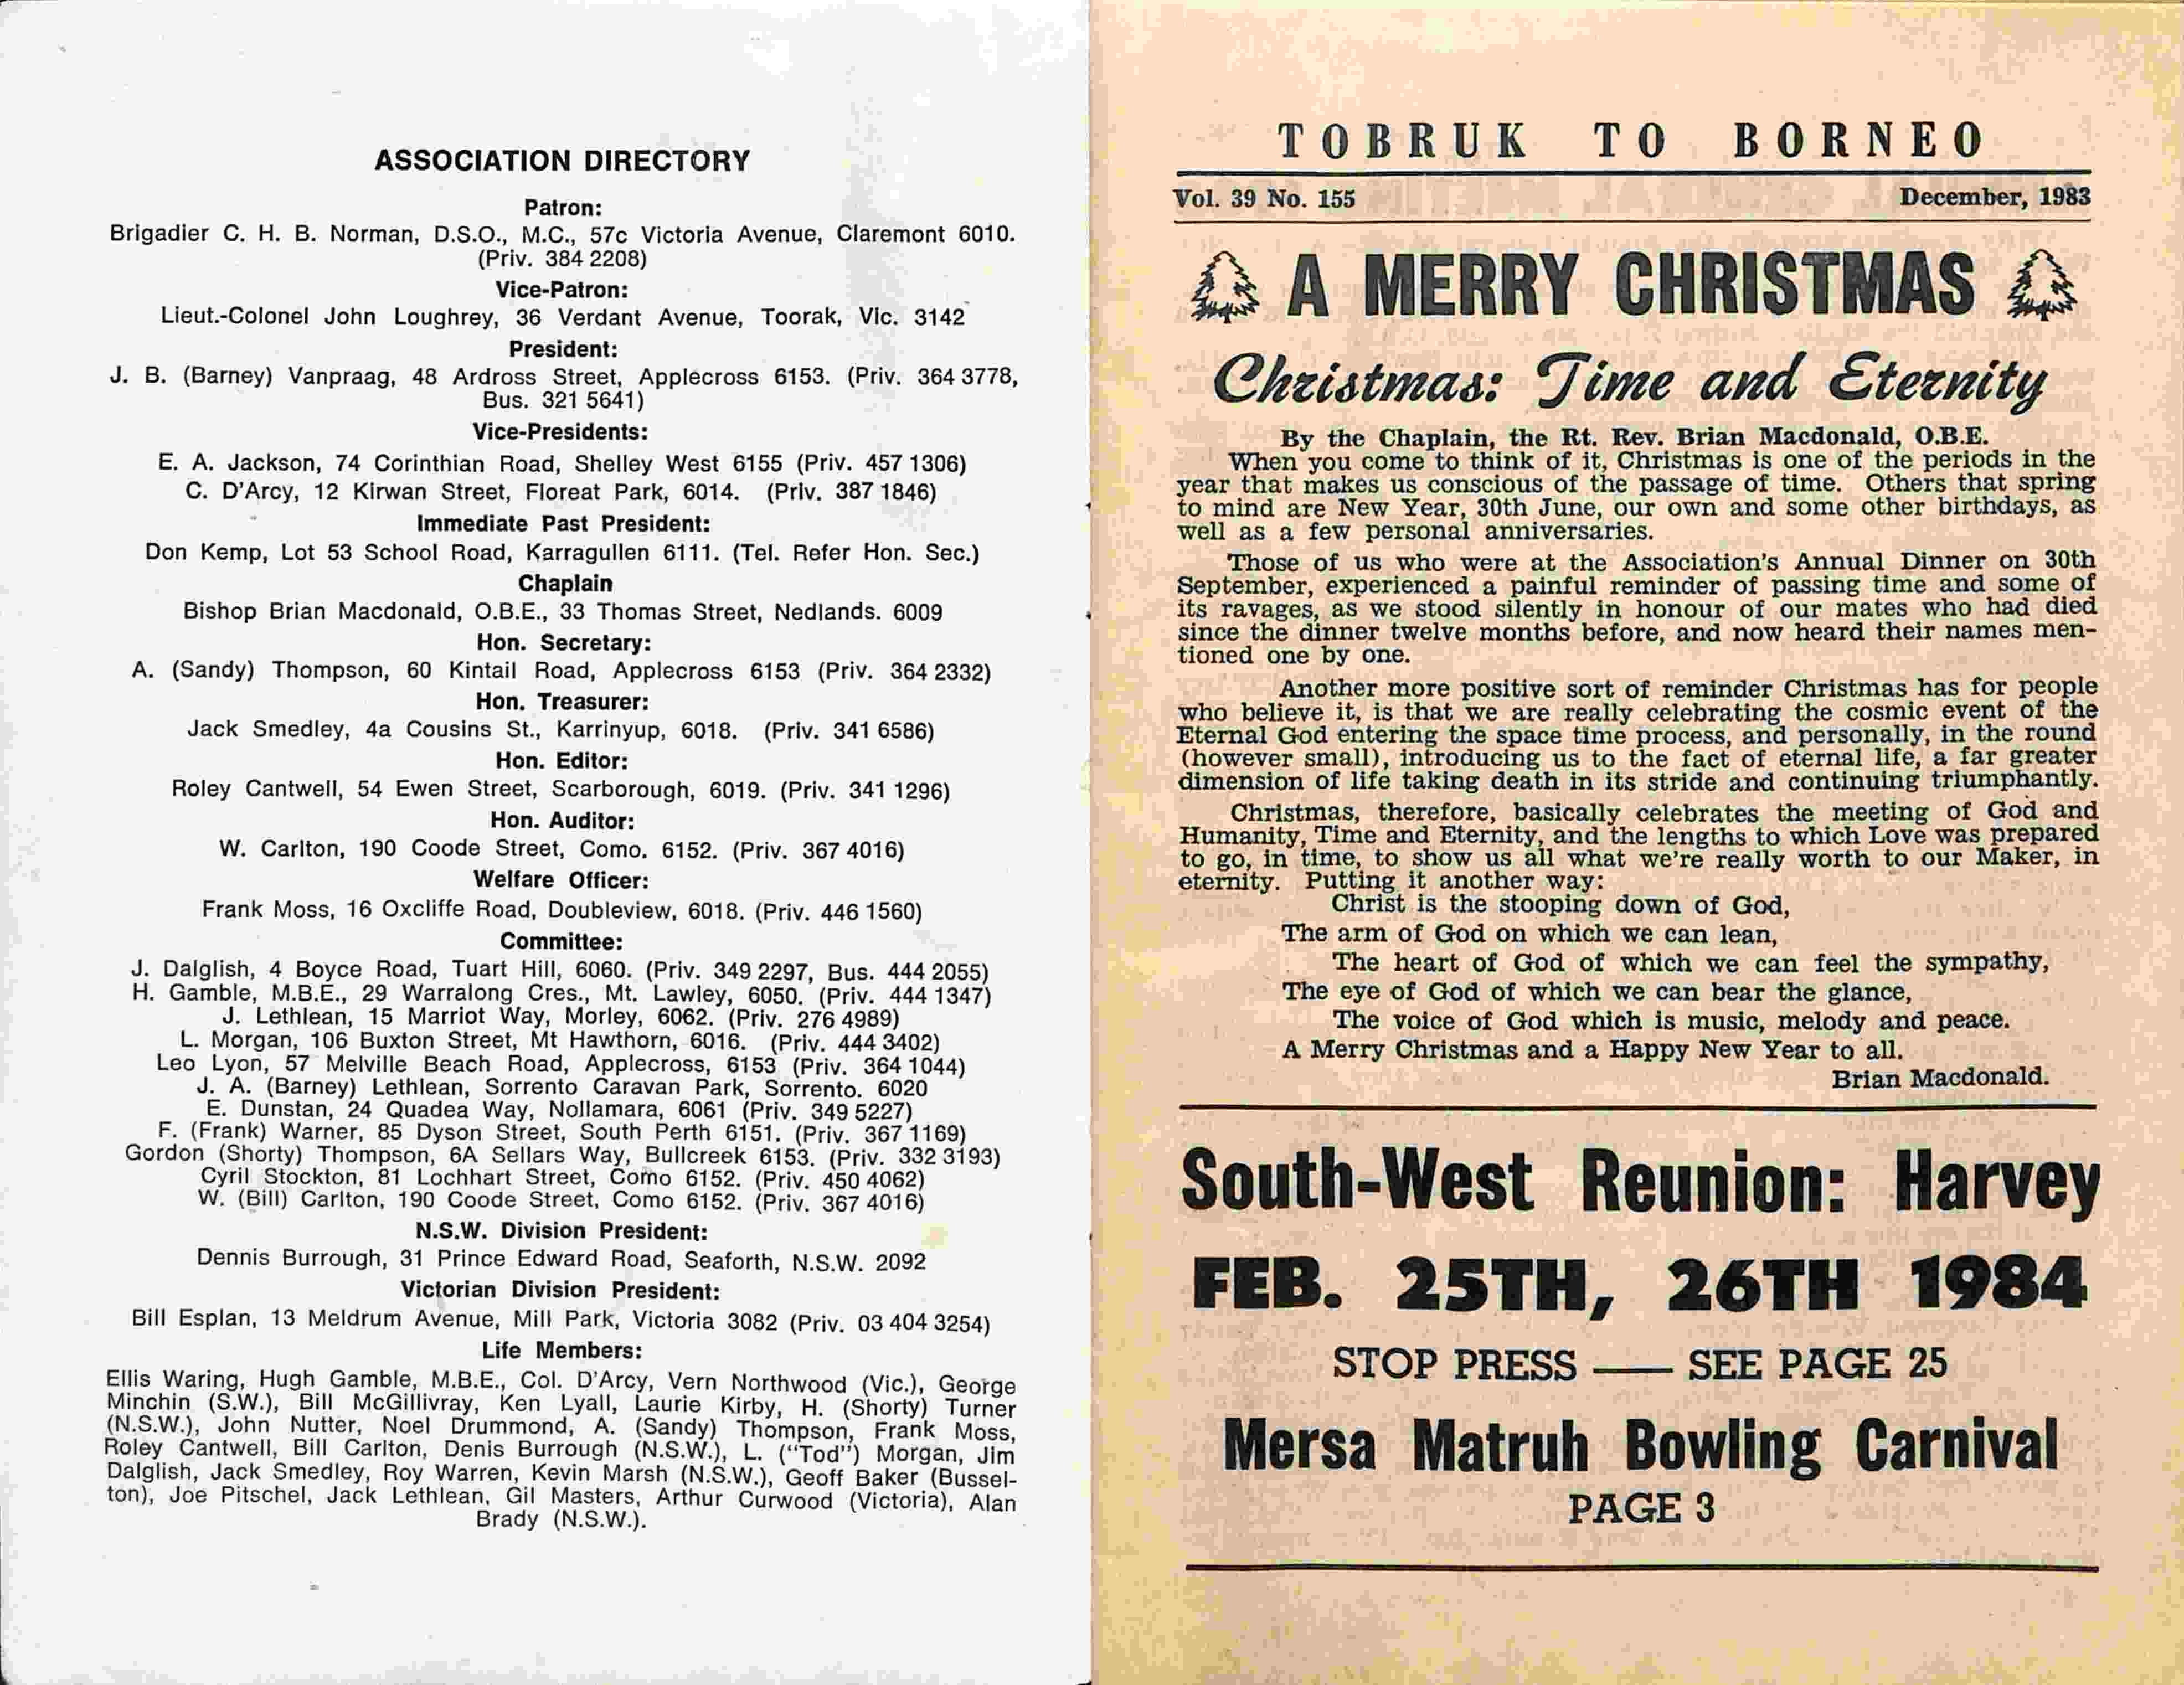 ASSOCIATION DIRECTORY
Patron:
Brigadier C. H. B. Norman, D.S.O., M.C., 57c Victoria Avenue, Claremont 6010.
(Priv. 384 2208)
Vice-Patron:
Lieut.-Colonel John Loughrey, 36 Verdant Avenue, Toorak, Vic. 3142
President:
J. B. (Barney) Vanpraag, 48 Ardross Street, Applecross 6153. (Priv. 364 3778,
Bus. 321 5641)
Vice-Presidents:
E. A. Jackson, 74 Corinthian Road, Shelley West 6155 (Priv. 457 1306)
C. D'Arcy, 12 Kirwan Street, Floreat Park, 6014. (Priv. 387 1846)
Immediate Past President:
Don Kemp, Lot 53 School Road, Karragullen 6111. (Tel. Refer Hon. Sec.)
Chaplain
Bishop Brian Macdonald, O.B.E., 33 Thomas Street, Nedlands. 6009
Hon. Secretary:
A. (Sandy) Thompson, 60 Kintail Road, Applecross 6153 (Priv. 364 2332)
Hon. Treasurer:
Jack Smedley, 4a Cousins St., Karrinyup, 6018. (Priv. 341 6586)
Hon. Editor:
Roley Cantwell, 54 Ewen Street, Scarborough, 6019. (Priv. 341 1296)
Hon. Auditor:
W. Carlton, 190 Coode Street, Como. 6152. (Priv. 367 4016)
Welfare Officer:
Frank Moss, 16 Oxcliffe Road, Doubleview, 6018. (Priv. 446 1560)
Committee:
J. Dalglish, 4 Boyce Road, Tuart Hill, 6060. (Priv. 349 2297, Bus. 444 2055)
H. Gamble, M.B.E., 29 Warralong Cres., Mt. Lawley, 6050. (Priv. 444 1347)
J. Lethlean, 15 Marriot Way, Morley, 6062. (Priv. 276 4989)
L. Morgan, 106 Buxton Street, Mt Hawthorn, 6016. (Priv. 444 3402)
Leo Lyon, 57 Melville Beach Road, Applecross, 6153 (Priv. 364 1044)
J. A. (Barney) Lethlean, Sorrento Caravan Park, Sorrento. 6020
E. Dunstan, 24 Quadea Way, Nollamara, 6061 (Priv. 349 5227)
F. (Frank) Warner, 85 Dyson Street, South Perth 6151. (Priv. 367 1169)
Gordon (Shorty) Thompson, 6A Sellars Way, Bullcreek 6153. (Priv. 332 3193)
Cyril Stockton, 81 Lochhart Street, Como 6152. (Priv. 450 4062)
W. (Bill) Carlton, 190 Coode Street, Como 6152. (Priv. 367 4016)
N.S.W. Division President:
Dennis Burrough, 31 Prince Edward Road, Seaforth, N.S.W. 2092
Victorian Division President:
Bill Esplan, 13 Meldrum Avenue, Mill Park, Victoria 3082 (Priv. 03 404 3254)
Life Members:
Ellis Waring, Hugh Gamble, M.B.E., Col. D'Arcy, Vern Northwood (Vic.), George
Minchin (S.W.), Bill McGillivray, Ken Lyall, Laurie Kirby, H. (Shorty) Turner
(N.S.W.), John Nutter, Noel Drummond, A. (Sandy) Thompson, Frank Moss,
Roley Cantwell, Bill Carlton, Denis Burrough (N.S.W.), L. ("Tod") Morgan, Jim
Dalglish, Jack Smedley, Roy Warren, Kevin Marsh (N.S.W.), Geoff Baker (Bussel-
ton), Joe Pitschel, Jack Lethlean, Gil Masters, Arthur Curwood (Victoria), Alan
Brady (N.S.W.).
TOBRUK TO BORNEO
Vol. 39 No. 155 December, 1983
A MERRY CHRISTMAS
Christmas: Time and Eternity
By the Chaplain, the Rt. Rev. Brian Macdonald, O.B.E.
When you come to think of it, Christmas is one of the periods in the
year that makes us conscious of the passage of time. Others that spring
to mind are New Year, 30th June, our own and some other birthdays, as
well as a few personal anniversaries.
Those of us who were at the Association's Annual Dinner on 30th
September, experienced a painful reminder of passing time and some of
its ravages, as we stood silently in honour of our mates who had died
since the dinner twelve months before, and now heard their names men-
tioned one by one.
Another more positive sort of reminder Christmas has for people
who believe it, is that we are really celebrating the cosmic event of the
Eternal God entering the space time process, and personally, in the round
(however small), introducing us to the fact of eternal life, a far greater
dimension of life taking death in its stride and continuing triumphantly.
Christmas, therefore, basically celebrates the meeting of God and
Humanity, Time and Eternity, and the lengths to which Love was prepared
to go, in time, to show us all what we're really worth to our Maker, in
eternity. Putting it another way:
Christ is the stooping down of God,
The arm of God on which we can lean,
The heart of God of which we can feel the sympathy,
The eye of God of which we can bear the glance,
The voice of God which is music, melody and peace.
A Merry Christmas and a Happy New Year to all.
Brian Macdonald.
South-West Reunion: Harvey
FEB. 25TH, 26TH 1984
STOP PRESS — SEE PAGE 25
Mersa Matruh Bowling Carnival
PAGE 3